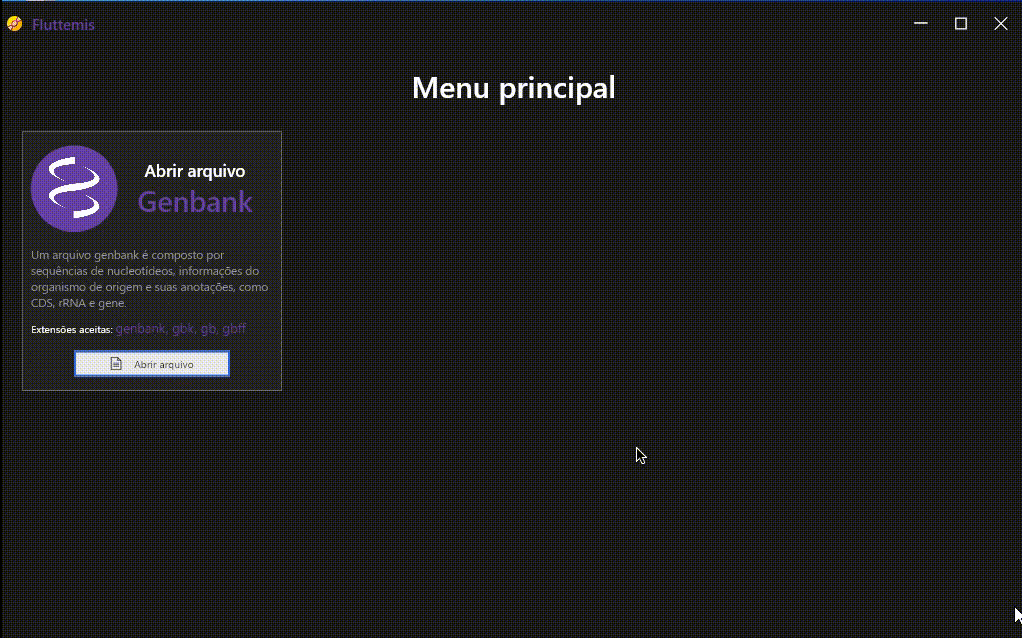 Fluttemis
Menu principal
Abrir arquivo
Genbank
Um arquivo genbank é composto por
sequências de nucleotídeos, informações do
organismo de origem e suas anotações, como
CDS, rRNA e gene.
Extensões aceitas: genbank, gbk, gb, gbff
Abrir arquivo